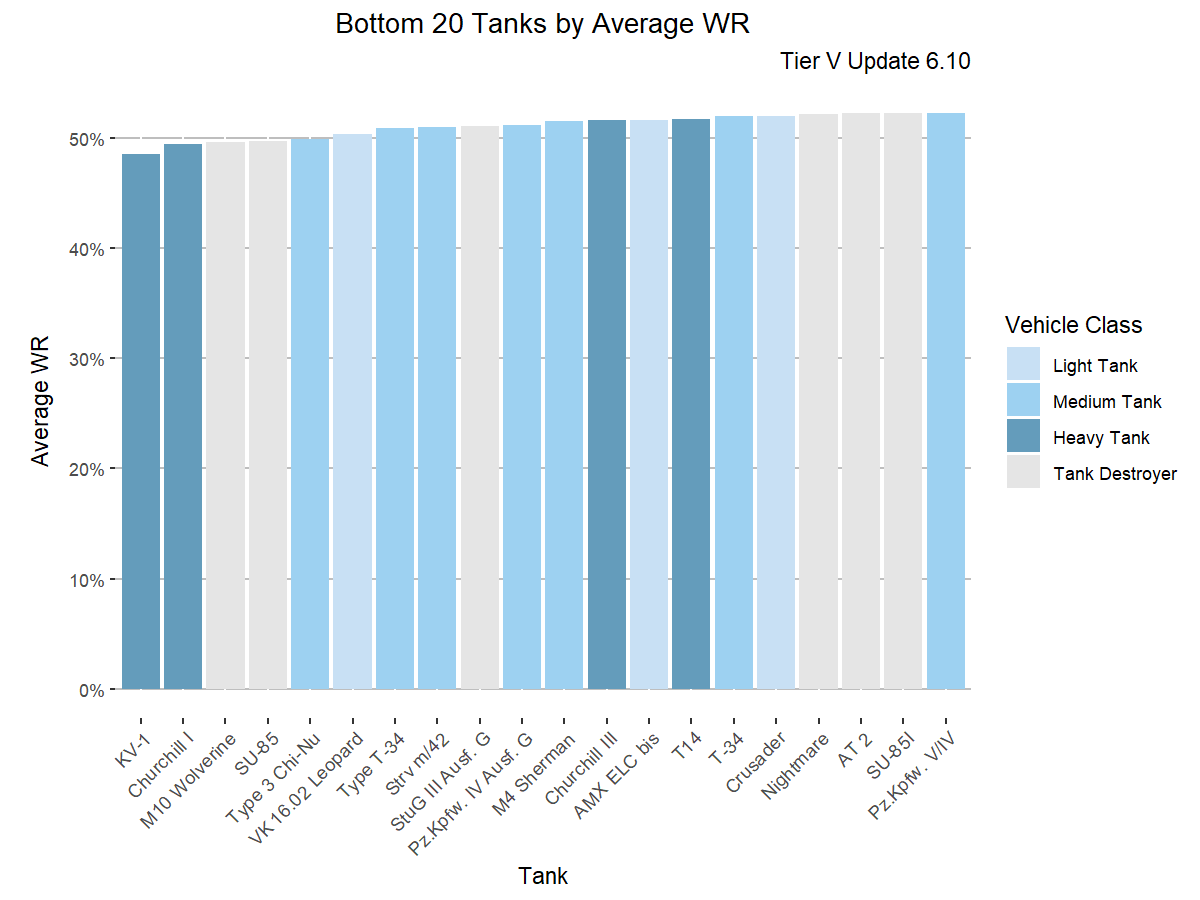 Bottom 20 Tanks by Average WR
Tier V Update 6.10
Average WR
50%
40%
30%
20%
10%
0%
KV-1
Churchill I
M10 Wolverine
SU-85
Type 3 Chi-Nu
VK 16.02 Leopard
Type T-34
Strv m/42
StuG III Ausf. G
Pz.Kpfw. IV Ausf. G
M4 Sherman
Churchill III
AMX ELC bis
T14
T-34
Crusader
Nightmare
AT 2
SU-85I
Pz.Kpfw. V/IV
Tank
Vehicle Class
Light Tank
Medium Tank
Heavy Tank
Tank Destroyer